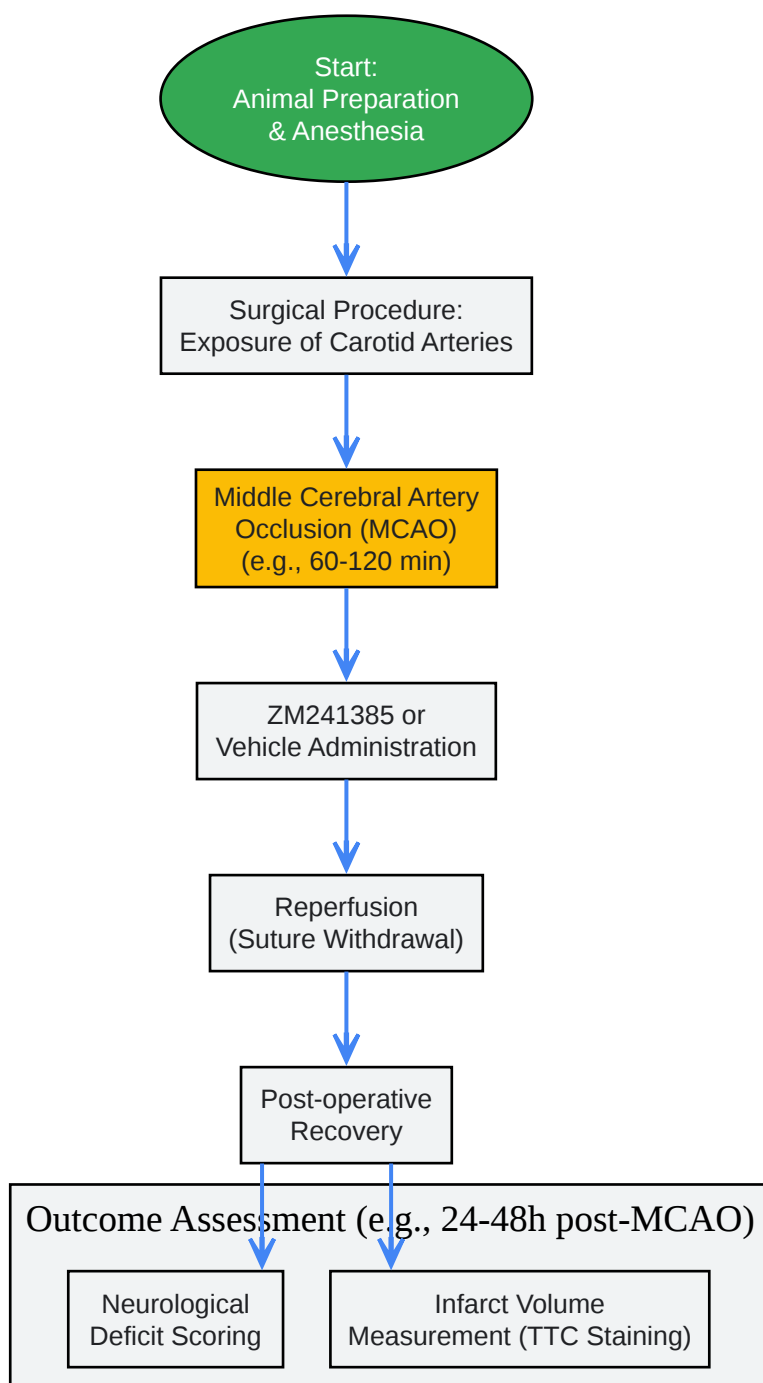 Start:
Animal Preparation
& Anesthesia
Surgical Procedure:
Exposure of Carotid Arteries
Middle Cerebral Artery
Occlusion (MCAO)
(e.g., 60-120 min)
ZM241385 or
Vehicle Administration
Reperfusion
(Suture Withdrawal)
Post-operative
Recovery
Outcome Assessment (e.g., 24-48h post-MCAO)
Neurological
Deficit Scoring
Infarct Volume
Measurement (TTC Staining)